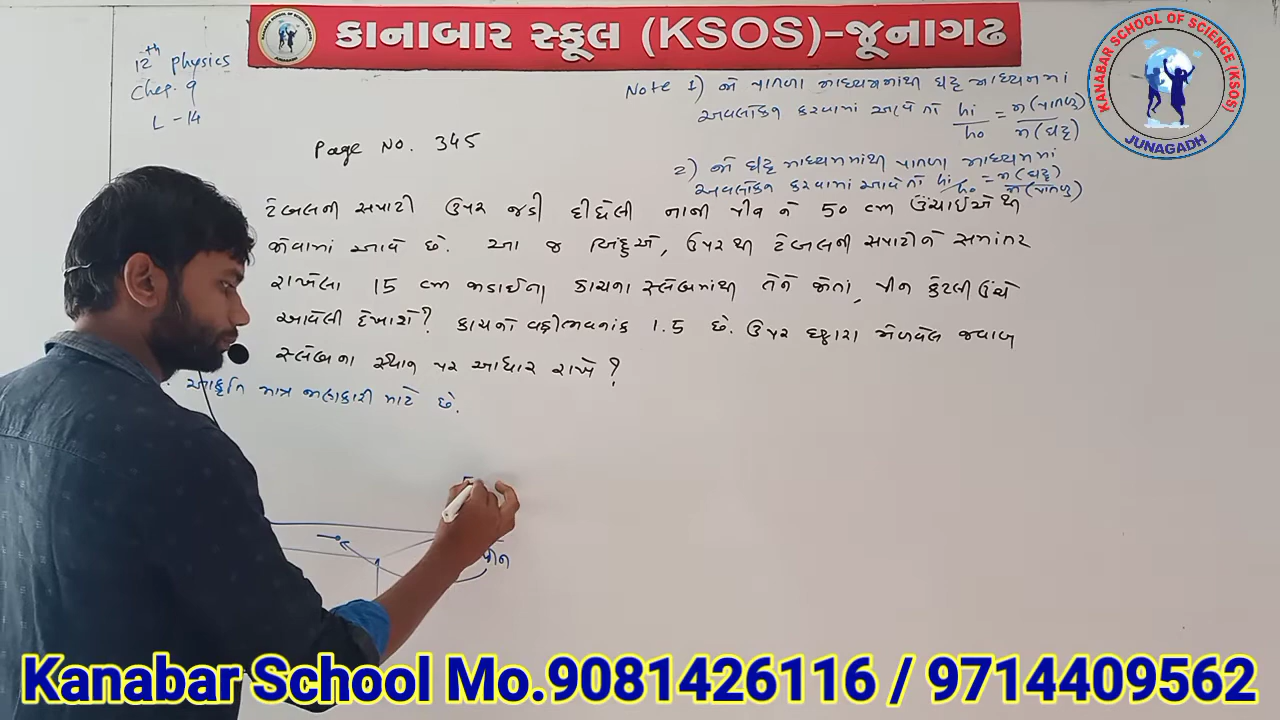 કાનાબાર સ્કૂલ (KSOS)-જૂનાગઢ
KANABAR SCHOOL OF SCIENCE (KSOS)
JUNAGADH
12th physics
Chep. 9
L-14
Page No. 345
Note 1) જો પાતળા માધ્યમમાંથી ઘટ્ટ માધ્યમમાં
અવલોકન કરવામાં આવે તો hi/ho = n(પાતળુ)/n(ઘટ્ટ)
2) જો ઘટ્ટ માધ્યમમાંથી પાતળા માધ્યમમાં
અવલોકન કરવામાં આવે તો hi/ho = n(ઘટ્ટ)/n(પાતળુ)
ટેબલની સપાટી ઉપર જડી દીધેલી નાની પીન ને 50 cm ઉંચાઈએથી
જોવામાં આવે છે. આ જ બિંદુએ, ઉપરથી ટેબલની સપાટીને સમાંતર
રાખેલા 15 cm જાડાઈના કાચના સ્લેબમાંથી તેને જોતાં, પીન કેટલી ઉંચે
આવેલી દેખાશે? કાચનો વક્રીભવનાંક 1.5 છે. ઉપર દ્વારા મેળવેલ જવાબ
સ્લેબના સ્થાન પર આધાર રાખે?
આકૃતિ માત્ર જાણકારી માટે છે.
પીન
Kanabar School Mo.9081426116 / 9714409562